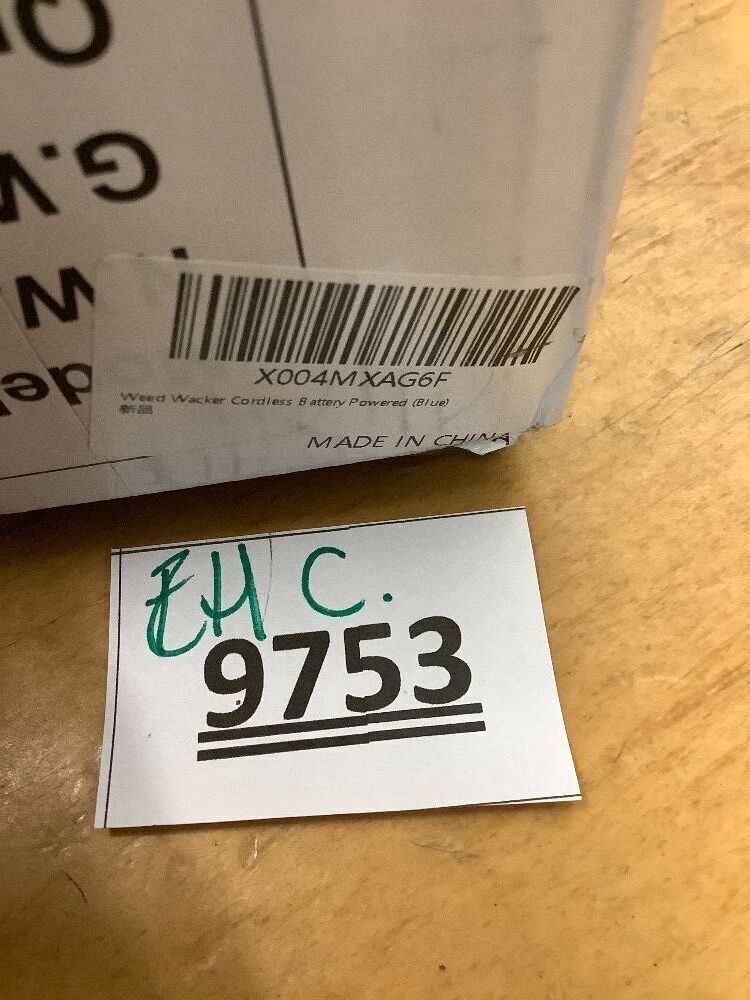 G.W
X004MXAG6F
Weed Wacker Cordless Battery Powered (Blue)
新品
MADE IN CHINA
EH C.
9753